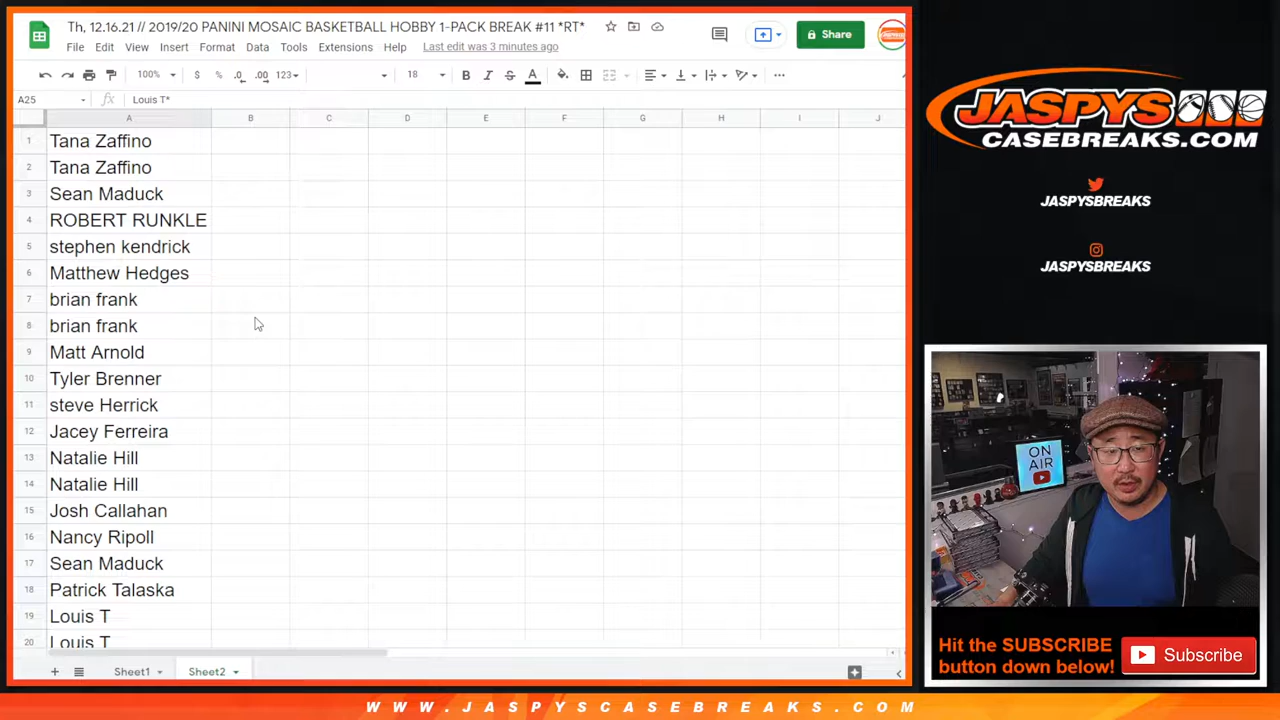 Th, 12.16.21 // 2019/20 PANINI MOSAIC BASKETBALL HOBBY 1-PACK BREAK #11 *RT*
Share
File Edit View Insert Format Data Tools Extensions Help Last edit was 3 minutes ago
100% $ % .0 .00 123 18 B I S A
A25 fx Louis T*
A B C D E F G H I J
1 Tana Zaffino
2 Tana Zaffino
3 Sean Maduck
4 ROBERT RUNKLE
5 stephen kendrick
6 Matthew Hedges
7 brian frank
8 brian frank
9 Matt Arnold
10 Tyler Brenner
11 steve Herrick
12 Jacey Ferreira
13 Natalie Hill
14 Natalie Hill
15 Josh Callahan
16 Nancy Ripoll
17 Sean Maduck
18 Patrick Talaska
19 Louis T
20 Louis T
Sheet1 Sheet2
JASPYS
CASEBREAKS.COM
JASPYSBREAKS
JASPYSBREAKS
ON
AIR
Hit the SUBSCRIBE
button down below!
Subscribe
WWW.JASPYSCASEBREAKS.COM